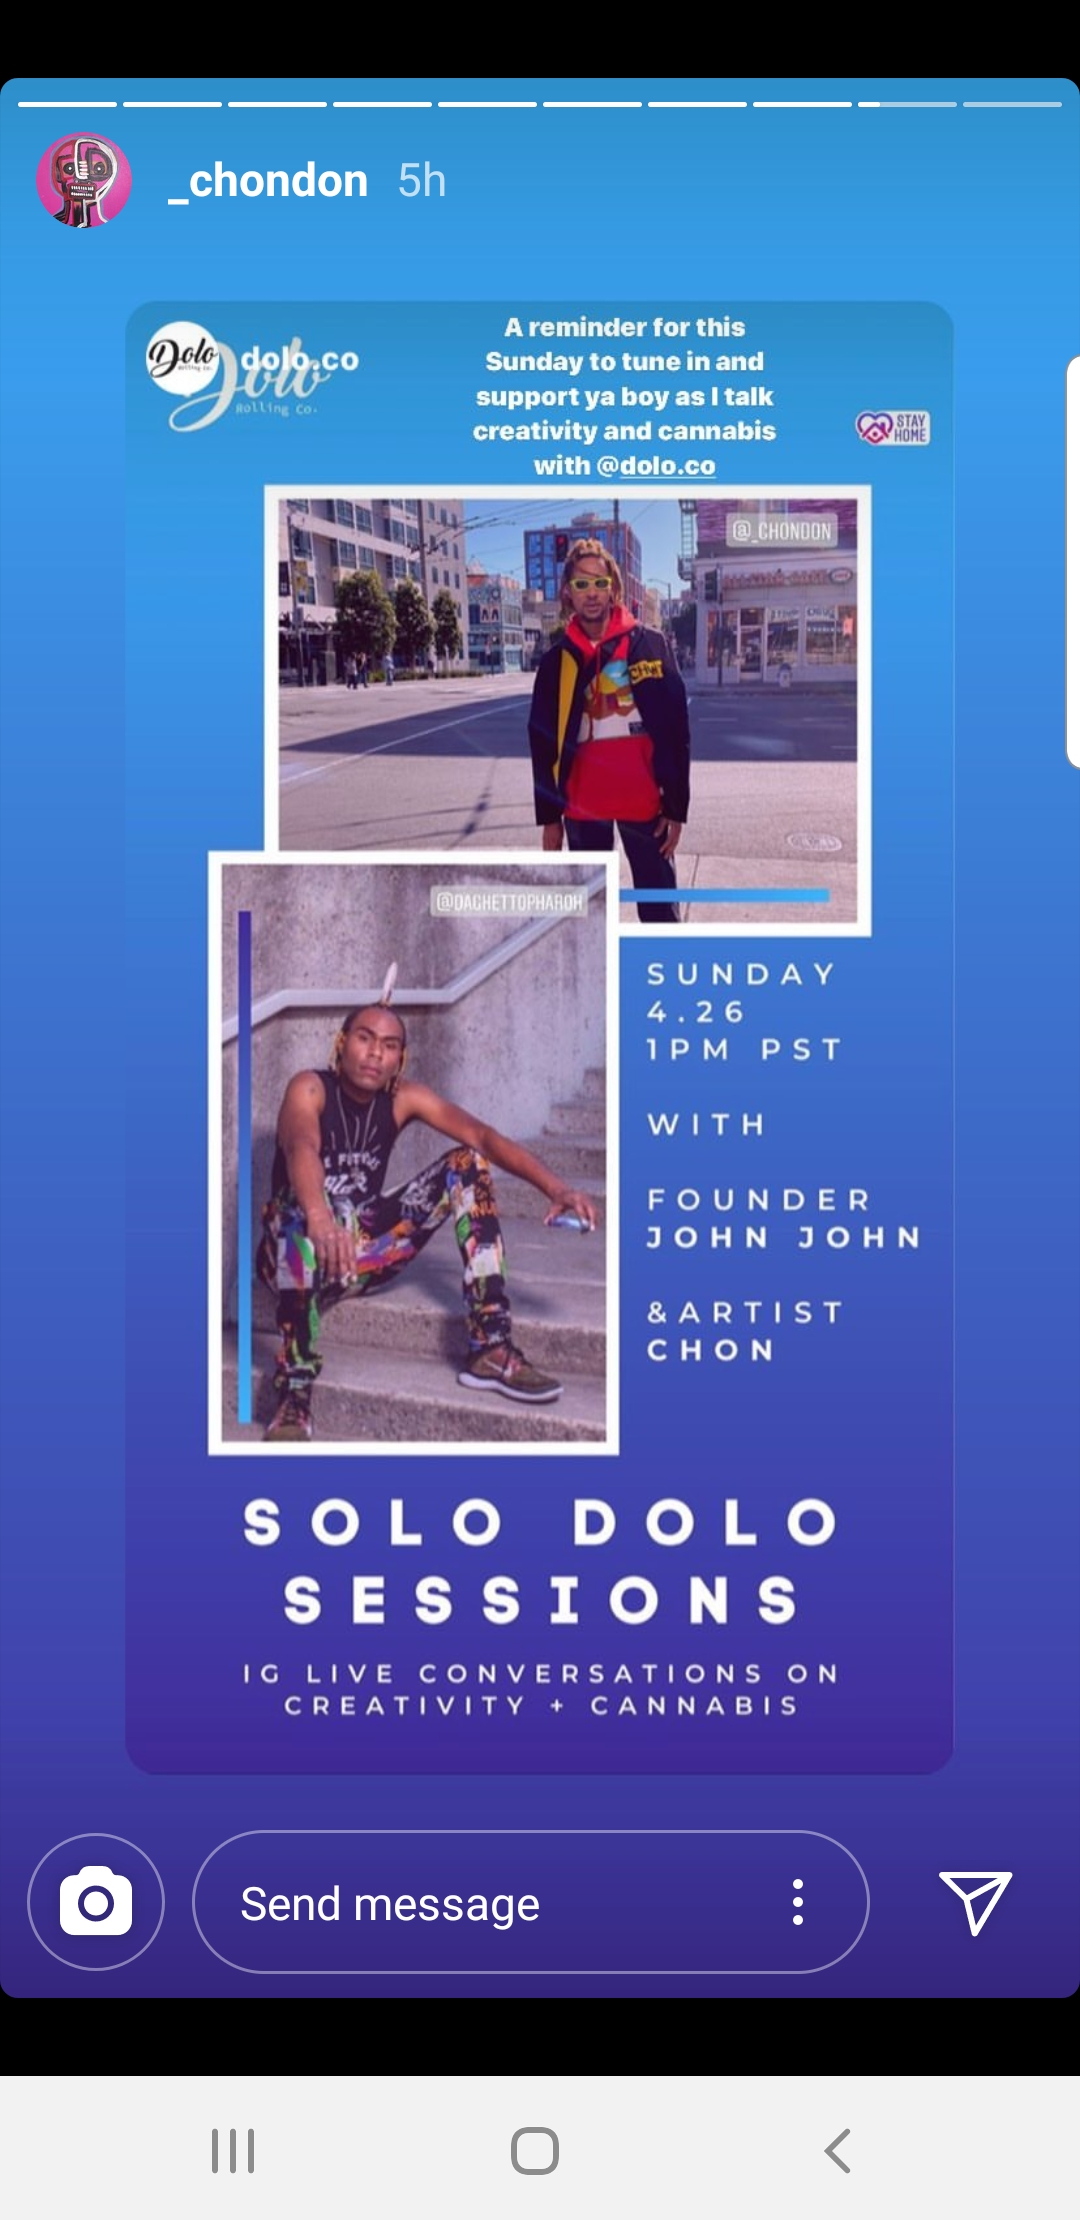 _chondon 5h
Dolo
Rolling Co.
dolo.co
Dolo
Rolling Co.
A reminder for this
Sunday to tune in and
support ya boy as I talk
creativity and cannabis
with @dolo.co
STAY
HOME
@_CHONDON
@DAGHETTOPHAROH
SUNDAY
4.26
1PM PST
WITH
FOUNDER
JOHN JOHN
&ARTIST
CHON
SOLO DOLO
SESSIONS
IG LIVE CONVERSATIONS ON
CREATIVITY + CANNABIS
Send message